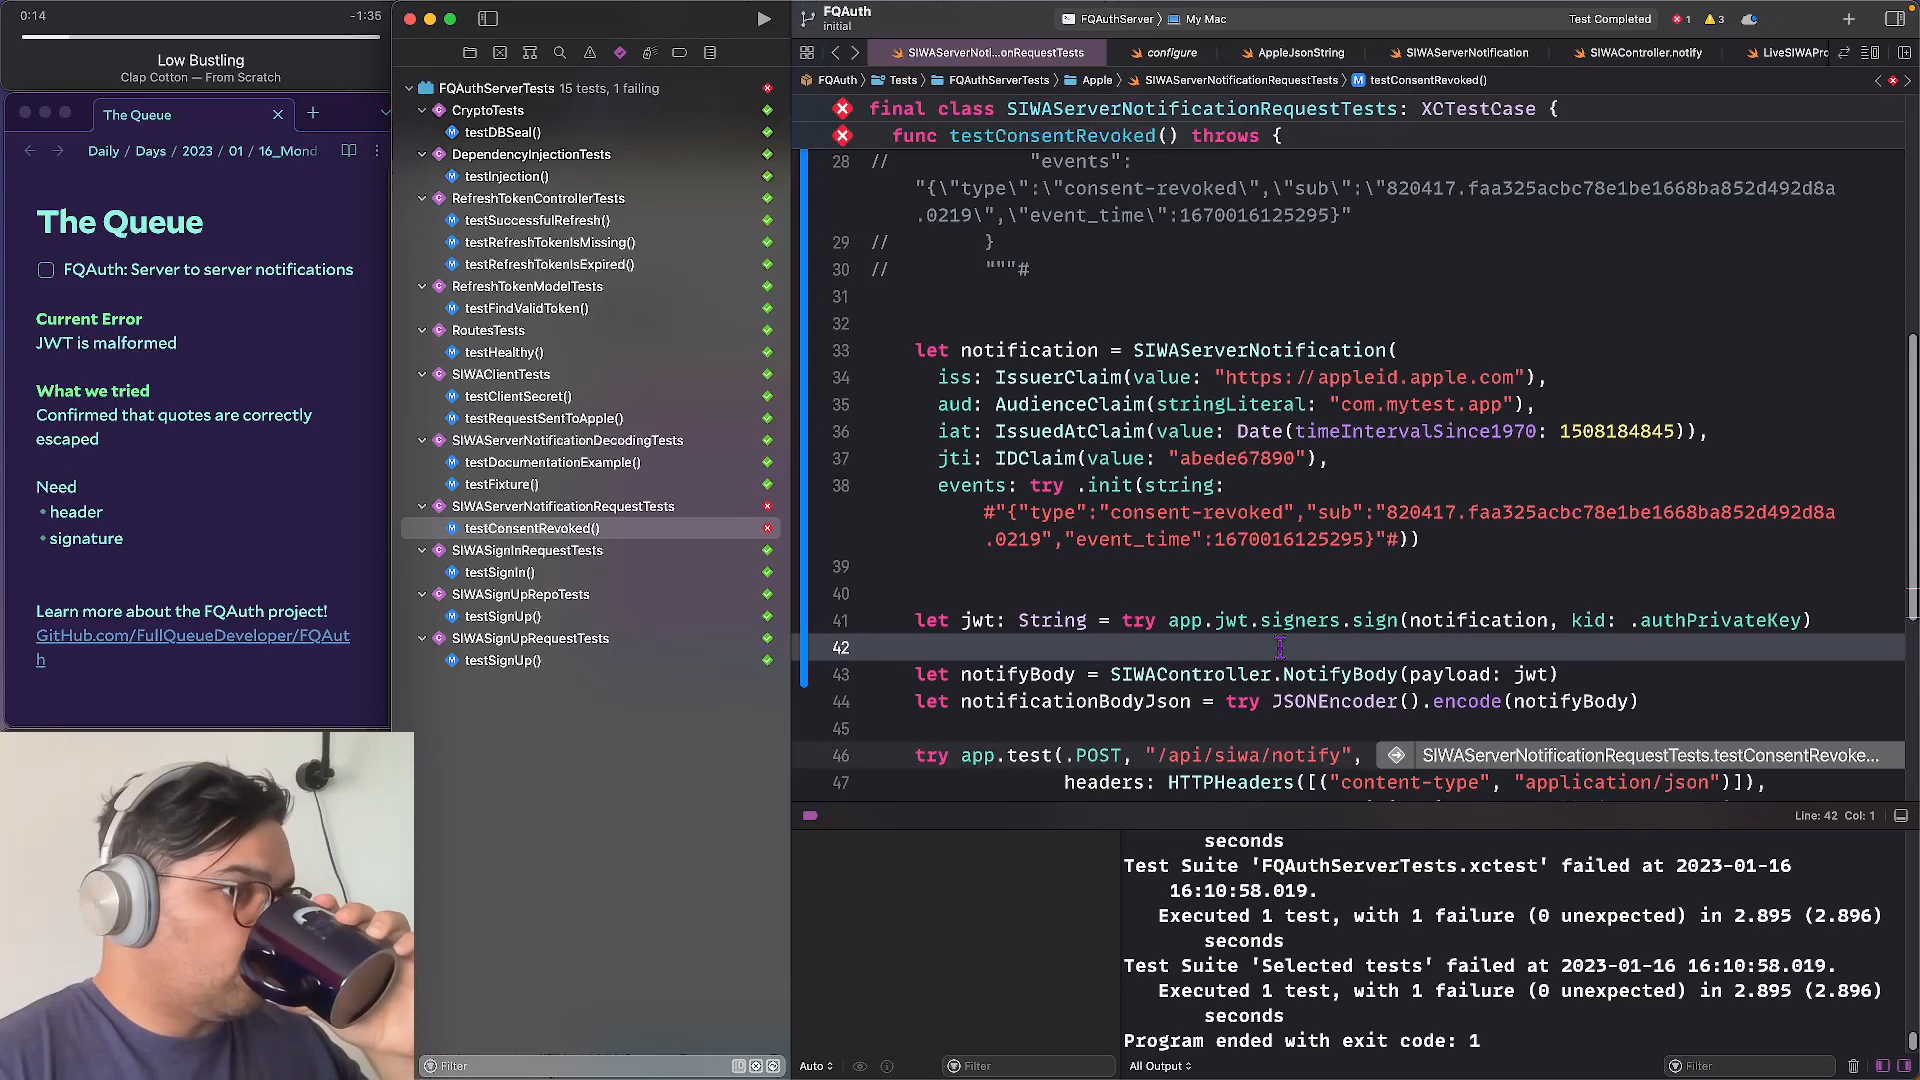 0:14
-1:35
Low Bustling
Clap Cotton — From Scratch
The Queue
Daily / Days / 2023 / 01 / 16_Mond
The Queue
FQAuth: Server to server notifications
Current Error
JWT is malformed
What we tried
Confirmed that quotes are correctly
escaped
Need
• header
• signature
Learn more about the FQAuth project!
GitHub.com/FullQueueDeveloper/FQAut
h
FQAuthServerTests 15 tests, 1 failing
CryptoTests
testDBSeal()
DependencyInjectionTests
testInjection()
RefreshTokenControllerTests
testSuccessfulRefresh()
testRefreshTokenIsMissing()
testRefreshTokenIsExpired()
RefreshTokenModelTests
testFindValidToken()
RoutesTests
testHealthy()
SIWAClientTests
testClientSecret()
testRequestSentToApple()
SIWAServerNotificationDecodingTests
testDocumentationExample()
testFixture()
SIWAServerNotificationRequestTests
testConsentRevoked()
SIWASignInRequestTests
testSignIn()
SIWASignUpRepoTests
testSignUp()
SIWASignUpRequestTests
testSignUp()
Filter
FQAuth
initial
FQAuthServer > My Mac
Test Completed
1
3
SIWAServerNoti...onRequestTests
configure
AppleJsonString
SIWAServerNotification
SIWAController.notify
LiveSIWAPro
FQAuth > Tests > FQAuthServerTests > Apple > SIWAServerNotificationRequestTests > testConsentRevoked()
final class SIWAServerNotificationRequestTests: XCTestCase {
func testConsentRevoked() throws {
28 // "events":
"{\"type\":\"consent-revoked\",\"sub\":\"820417.faa325acbc78e1be1668ba852d492d8a
.0219\",\"event_time\":1670016125295}"
29 // }
30 // """#
31
32
33 let notification = SIWAServerNotification(
34 iss: IssuerClaim(value: "https://appleid.apple.com"),
35 aud: AudienceClaim(stringLiteral: "com.mytest.app"),
36 iat: IssuedAtClaim(value: Date(timeIntervalSince1970: 1508184845)),
37 jti: IDClaim(value: "abede67890"),
38 events: try .init(string:
#"{"type":"consent-revoked","sub":"820417.faa325acbc78e1be1668ba852d492d8a
.0219","event_time":1670016125295}"#))
39
40
41 let jwt: String = try app.jwt.signers.sign(notification, kid: .authPrivateKey)
42
43 let notifyBody = SIWAController.NotifyBody(payload: jwt)
44 let notificationBodyJson = try JSONEncoder().encode(notifyBody)
45
46 try app.test(.POST, "/api/siwa/notify", SIWAServerNotificationRequestTests.testConsentRevoke...
47 headers: HTTPHeaders([("content-type", "application/json")]),
Line: 42 Col: 1
seconds
Test Suite 'FQAuthServerTests.xctest' failed at 2023-01-16
16:10:58.019.
Executed 1 test, with 1 failure (0 unexpected) in 2.895 (2.896)
seconds
Test Suite 'Selected tests' failed at 2023-01-16 16:10:58.019.
Executed 1 test, with 1 failure (0 unexpected) in 2.895 (2.896)
seconds
Program ended with exit code: 1
Auto
Filter
All Output
Filter